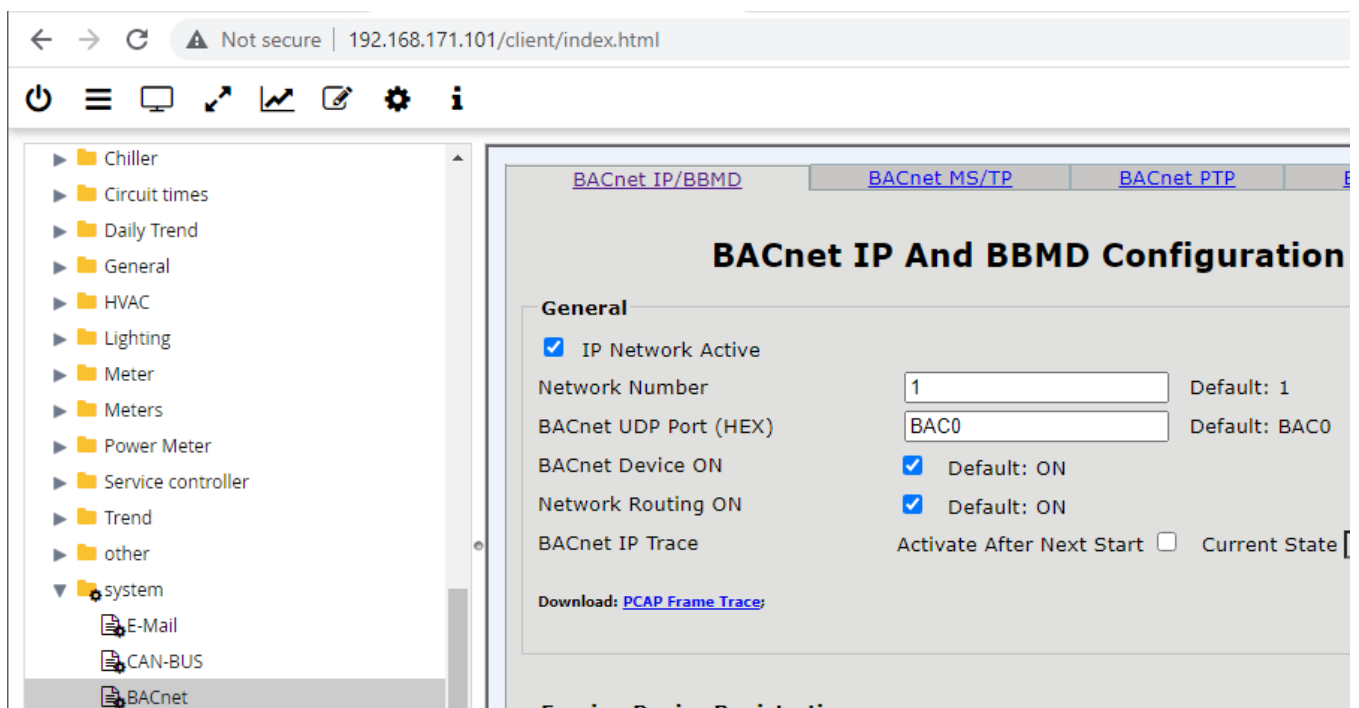 Not secure | 192.168.171.101/client/index.html
Chiller
Circuit times
Daily Trend
General
HVAC
Lighting
Meter
Meters
Power Meter
Service controller
Trend
other
system
E-Mail
CAN-BUS
BACnet
BACnet IP/BBMD BACnet MS/TP BACnet PTP
BACnet IP And BBMD Configuration
General
IP Network Active
Network Number 1 Default: 1
BACnet UDP Port (HEX) BAC0 Default: BAC0
BACnet Device ON Default: ON
Network Routing ON Default: ON
BACnet IP Trace Activate After Next Start Current State
Download: PCAP Frame Trace;